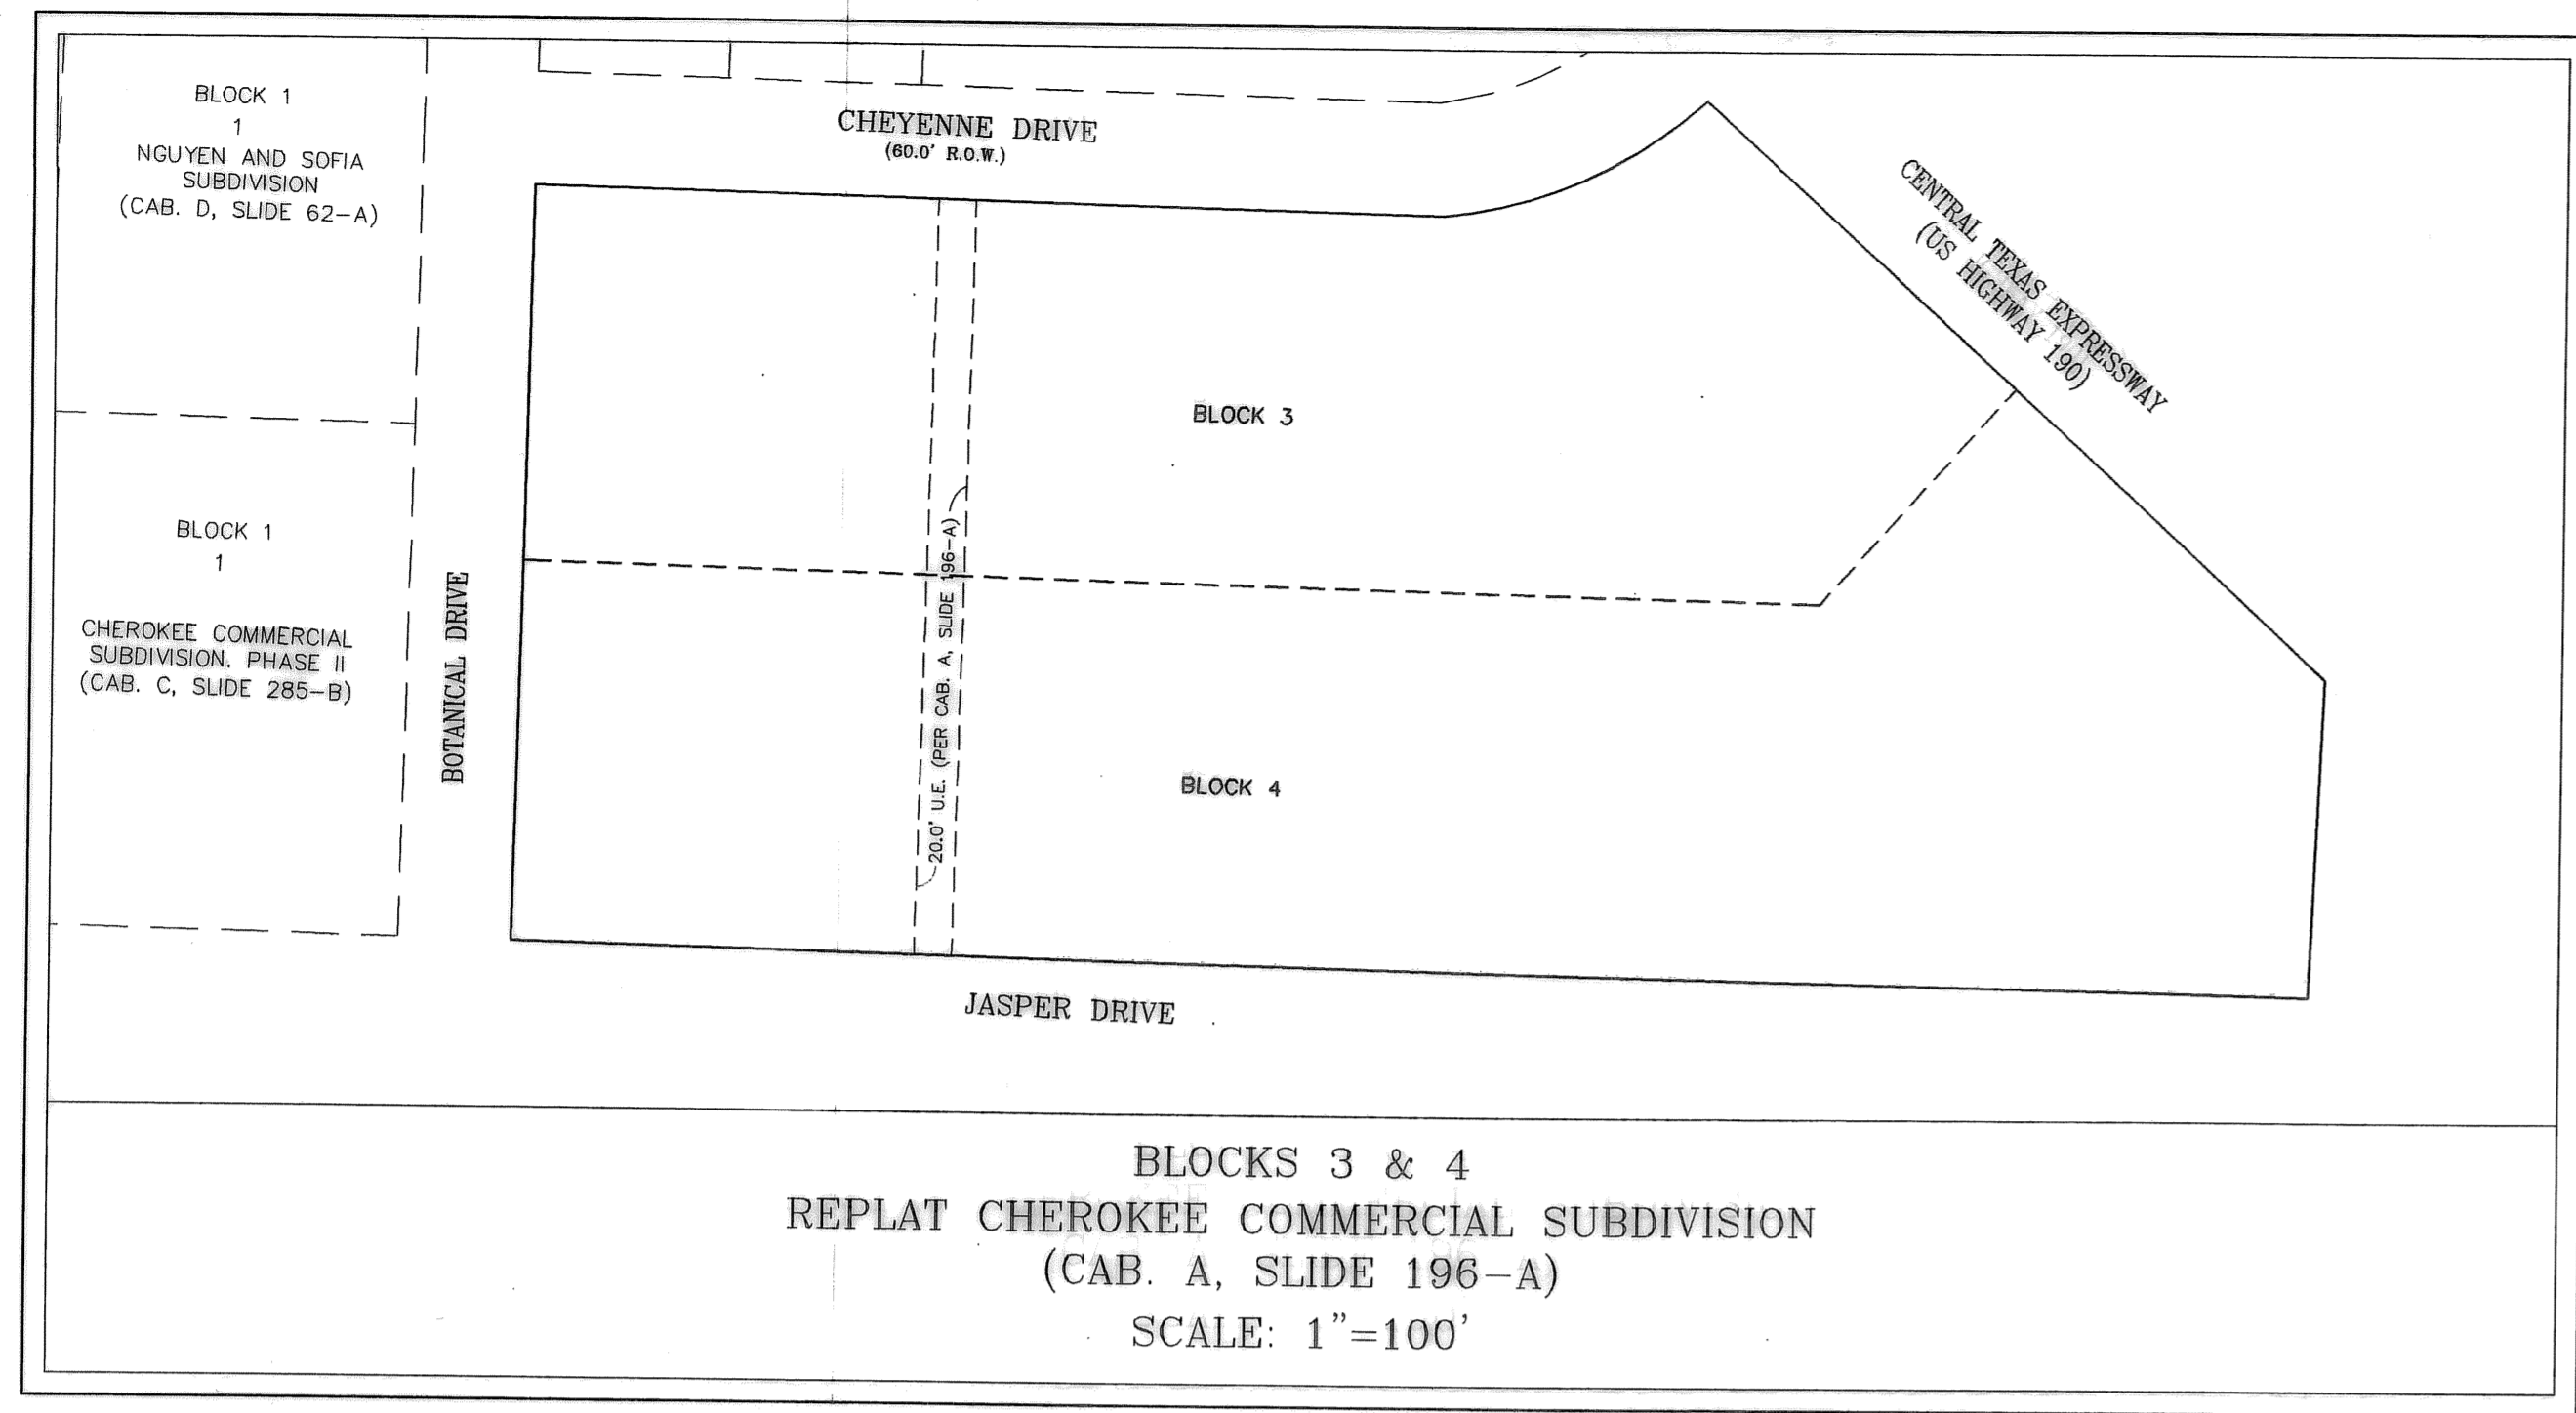 BLOCK 1
1
NGUYEN AND SOFIA
SUBDIVISION
(CAB. D, SLIDE 62-A)
CHEYENNE DRIVE
(60.0' R.O.W.)
CENTRAL TEXAS EXPRESSWAY
(US HIGHWAY 190)
BLOCK 3
BLOCK 1
1
CHEROKEE COMMERCIAL
SUBDIVISION. PHASE II
(CAB. C, SLIDE 285-B)
BOTANICAL DRIVE
20.0' U.E. (PER CAB. A, SLIDE 196-A)
BLOCK 4
JASPER DRIVE
BLOCKS 3 & 4
REPLAT CHEROKEE COMMERCIAL SUBDIVISION
(CAB. A, SLIDE 196-A)
SCALE: 1"=100'